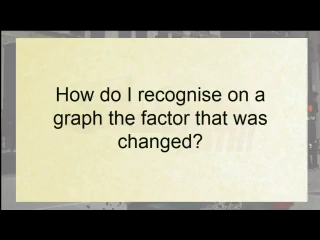 How do I recognise on a
graph the factor that was
changed?